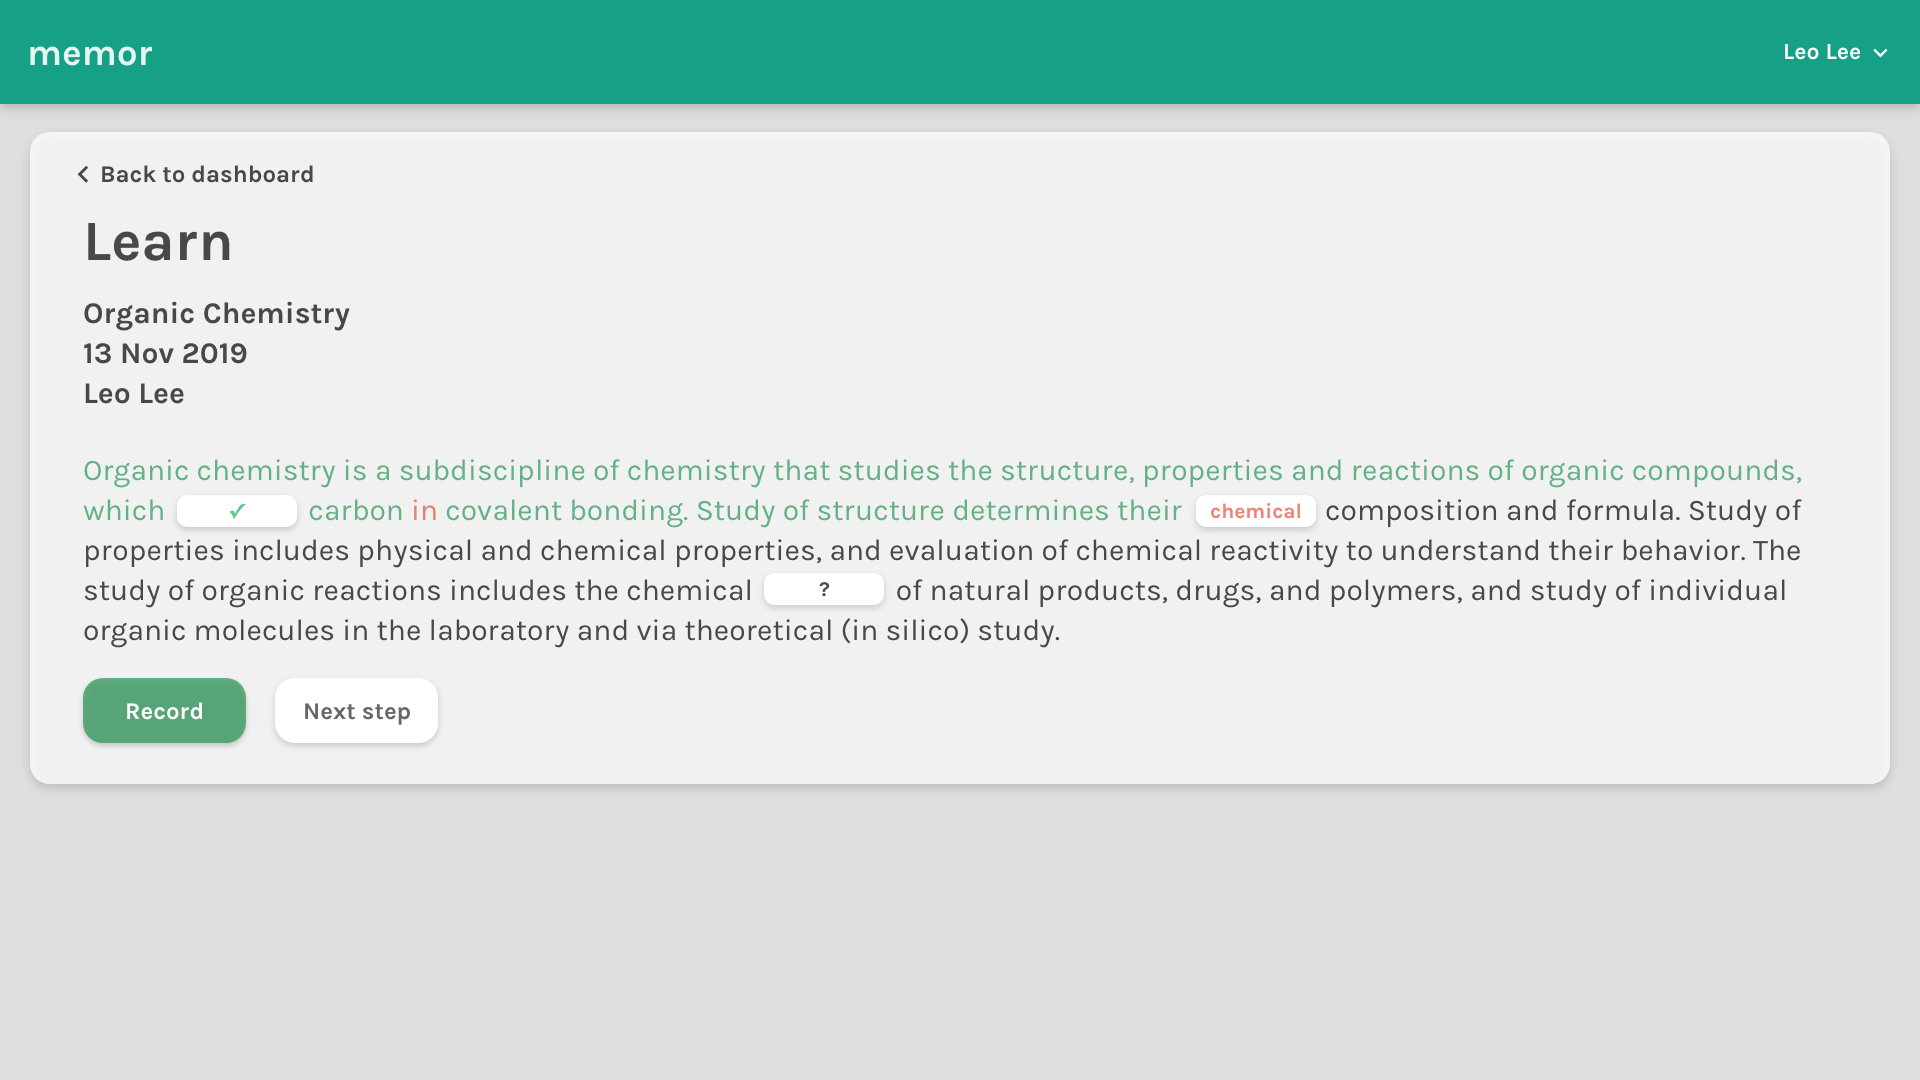 memor
Leo Lee
Back to dashboard
Learn
Organic Chemistry
13 Nov 2019
Leo Lee
Organic chemistry is a subdiscipline of chemistry that studies the structure, properties and reactions of organic compounds,
which ✓ carbon in covalent bonding. Study of structure determines their chemical composition and formula. Study of
properties includes physical and chemical properties, and evaluation of chemical reactivity to understand their behavior. The
study of organic reactions includes the chemical ? of natural products, drugs, and polymers, and study of individual
organic molecules in the laboratory and via theoretical (in silico) study.
Record
Next step